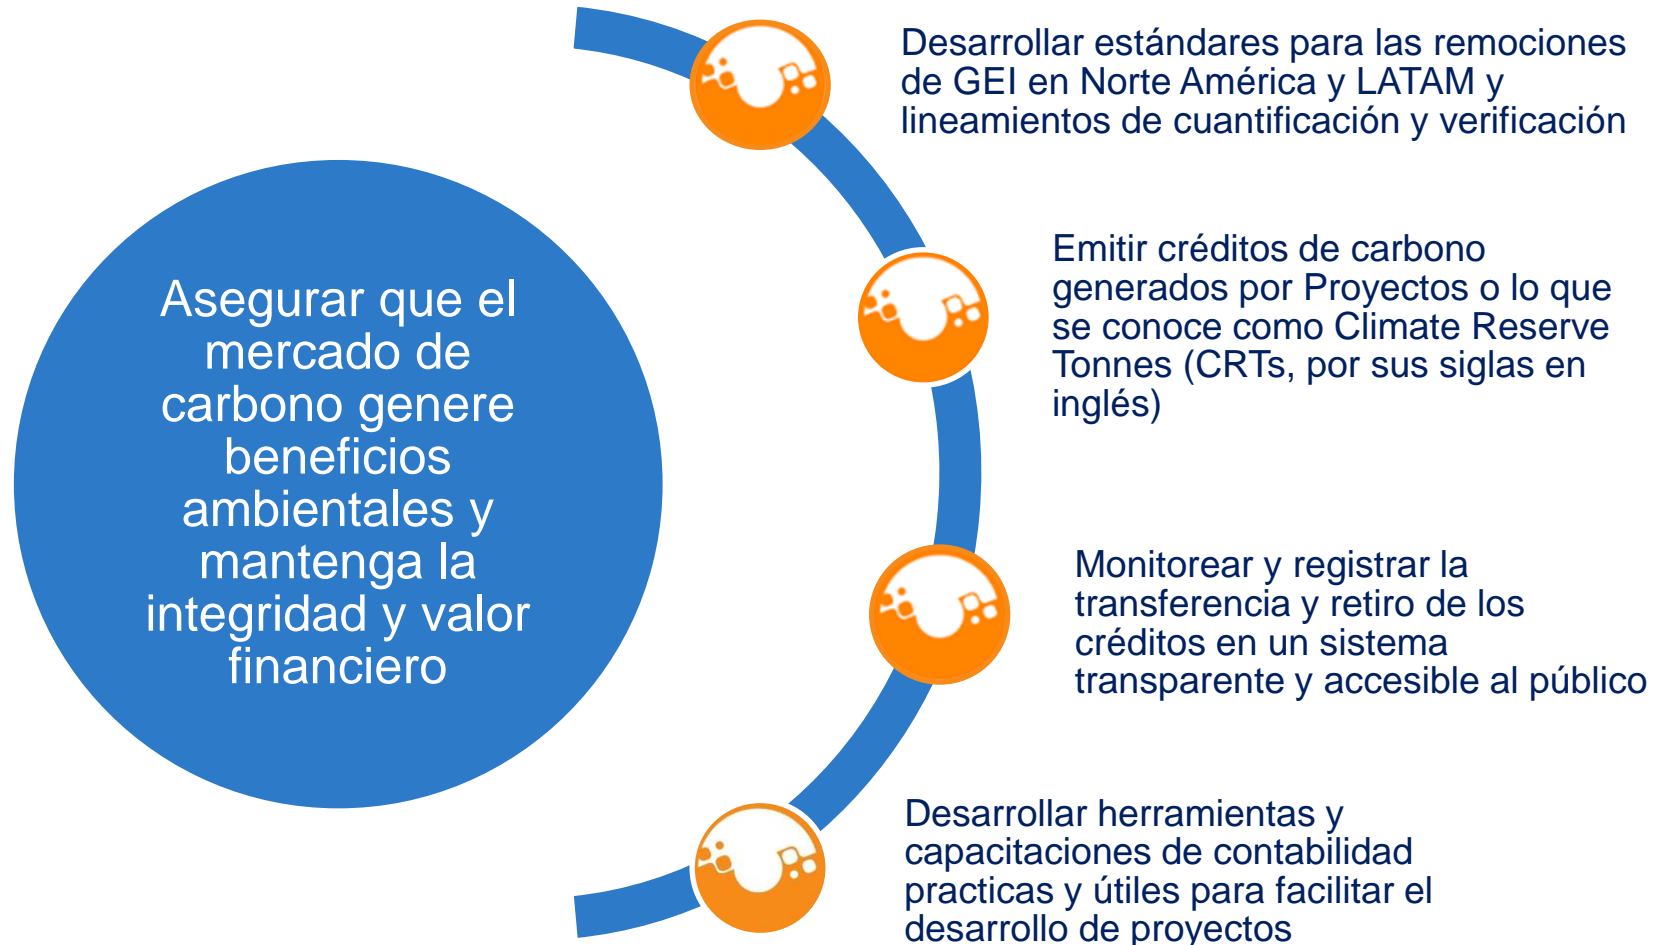 Asegurar que el
mercado de
carbono genere
beneficios
ambientales y
mantenga la
integridad y valor
financiero
Desarrollar estándares para las remociones
de GEI en Norte América y LATAM y
lineamientos de cuantificación y verificación
Emitir créditos de carbono
generados por Proyectos o lo que
se conoce como Climate Reserve
Tonnes (CRTs, por sus siglas en
inglés)
Monitorear y registrar la
transferencia y retiro de los
créditos en un sistema
transparente y accesible al público
Desarrollar herramientas y
capacitaciones de contabilidad
practicas y útiles para facilitar el
desarrollo de proyectos